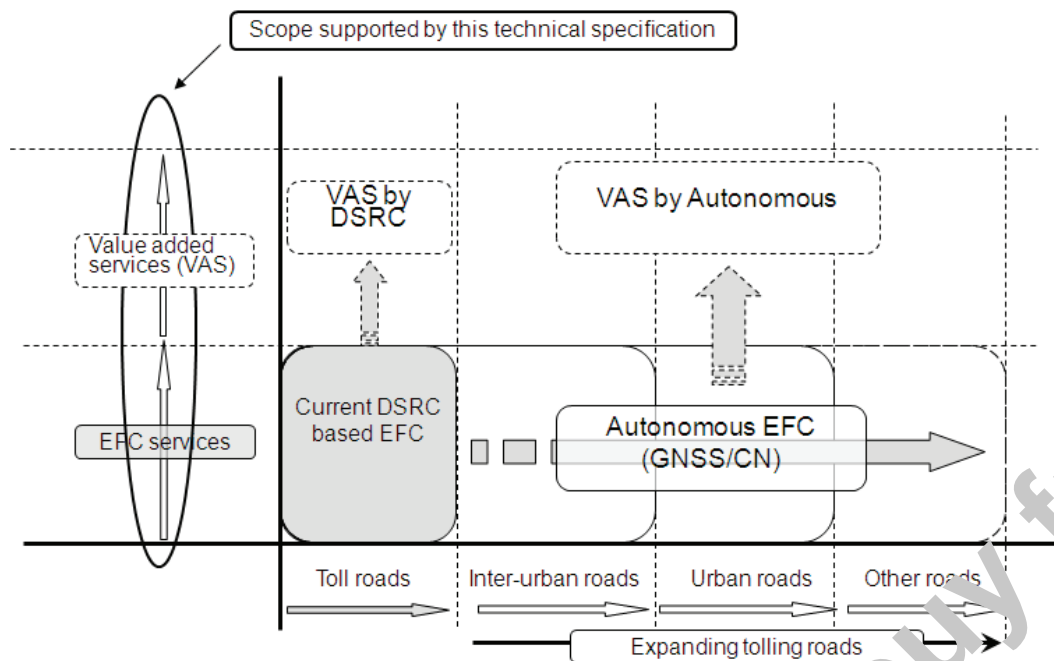 Scope supported by this technical specification
VAS by
DSRC
VAS by Autonomous
Value added
services (VAS)
Current DSRC
based EFC
EFC services
Autonomous EFC
(GNSS/CN)
Toll roads
Inter-urban roads
Urban roads
Other roads
Expanding tolling roads
buy